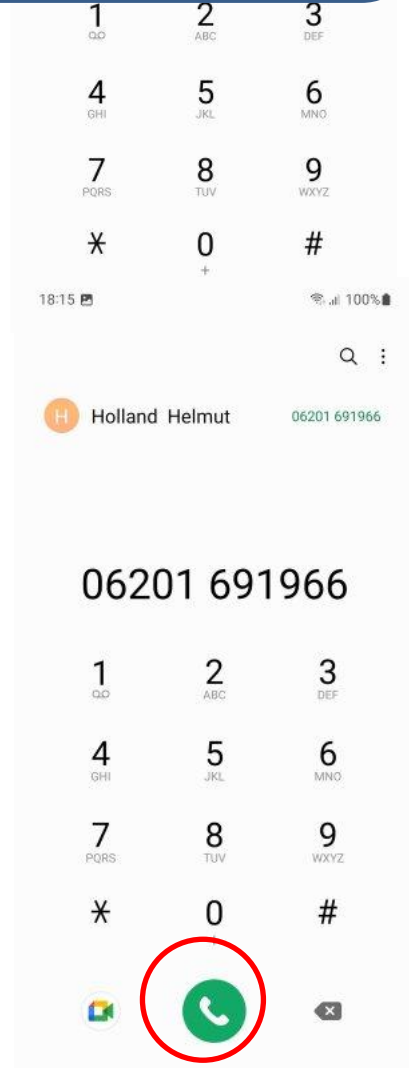 1 2 3
ABC DEF
4 5 6
GHI JKL MNO
7 8 9
PQRS TUV WXYZ
* 0 #
+
18:15 100%
H Holland Helmut 06201 691966
06201 691966
1 2 3
ABC DEF
4 5 6
GHI JKL MNO
7 8 9
PQRS TUV WXYZ
* 0 #
+